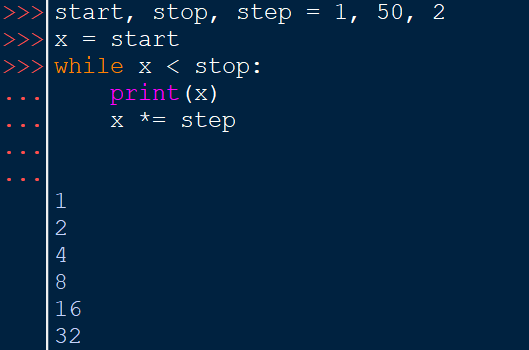 >>> start, stop, step = 1, 50, 2
>>> x = start
>>> while x < stop:
...     print(x)
...     x *= step
...
...
1
2
4
8
16
32